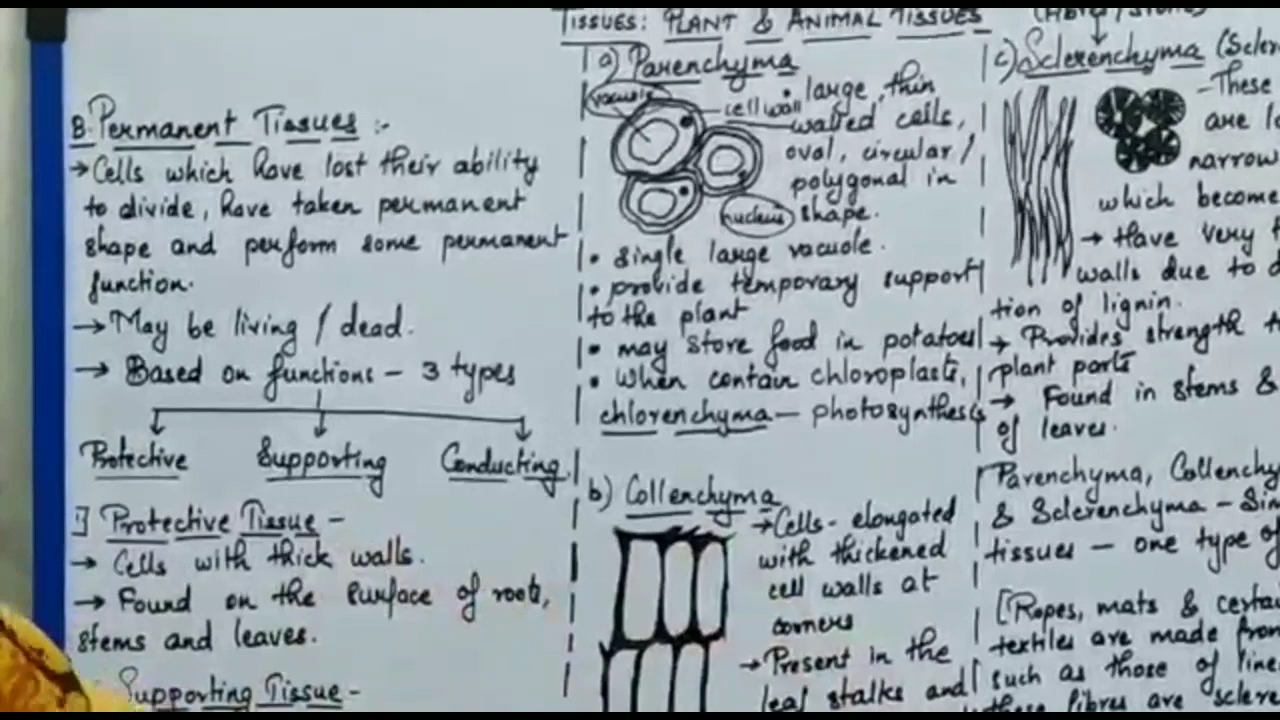 TISSUES: PLANT & ANIMAL TISSUES
B. PERMANENT TISSUES :-
→ Cells which have lost their ability
to divide, have taken permanent
shape and perform some permanent
function.
→ May be living / dead.
→ Based on functions - 3 types
Protective Supporting Conducting
I] PROTECTIVE TISSUE -
→ Cells with thick walls.
→ Found on the surface of roots,
stems and leaves.
SUPPORTING TISSUE -
a) Parenchyma
vacuole
cell wall
nucleus
• large, thin
walled cells,
oval, circular /
polygonal in
shape.
• single large vacuole.
• provide temporary support
to the plant
• may store food in potatoes
• When contain chloroplasts,
chlorenchyma - photosynthesis
b) Collenchyma
→ Cells - elongated
with thickened
cell walls at
corners
→ Present in the
leaf stalks and
c) Sclerenchyma
- These
are
narrow
which become
→ Have very
walls due to
tion of lignin.
→ Provides strength
plant parts
→ Found in stems &
of leaves.
Parenchyma,
& Sclerenchyma -
tissues - one type of
[Ropes, mats &
textiles are made from
such as those of
these fibres are